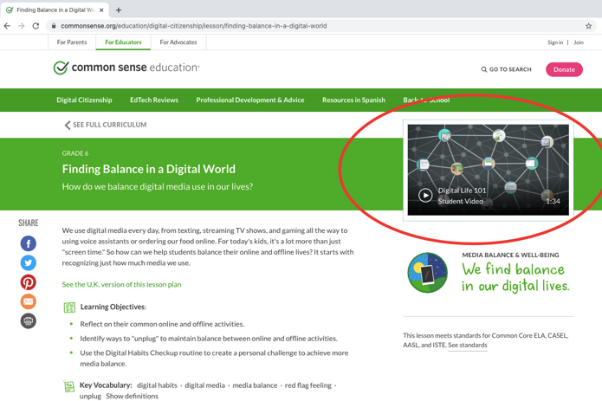 Finding Balance in a Digital Wo
commonsense.org/education/digital-citizenship/lesson/finding-balance-in-a-digital-world
For Parents For Educators For Advocates Sign in | Join
common sense education
GO TO SEARCH Donate
Digital Citizenship EdTech Reviews Professional Development & Advice Resources in Spanish Back to School
SEE FULL CURRICULUM
GRADE 6
Finding Balance in a Digital World
How do we balance digital media use in our lives?
Digital Life 101
Student Video 1:34
SHARE
We use digital media every day, from texting, streaming TV shows, and gaming all the way to
using voice assistants or ordering our food online. For today's kids, it's a lot more than just
"screen time." So how can we help students balance their online and offline lives? It starts with
recognizing just how much media we use.
See the U.K. version of this lesson plan
Learning Objectives:
• Reflect on their common online and offline activities.
• Identify ways to "unplug" to maintain balance between online and offline activities.
• Use the Digital Habits Checkup routine to create a personal challenge to achieve more
media balance.
Key Vocabulary: digital habits · digital media · media balance · red flag feeling ·
unplug Show definitions
MEDIA BALANCE & WELL-BEING
We find balance
in our digital lives.
This lesson meets standards for Common Core ELA, CASEL,
AASL, and ISTE. See standards